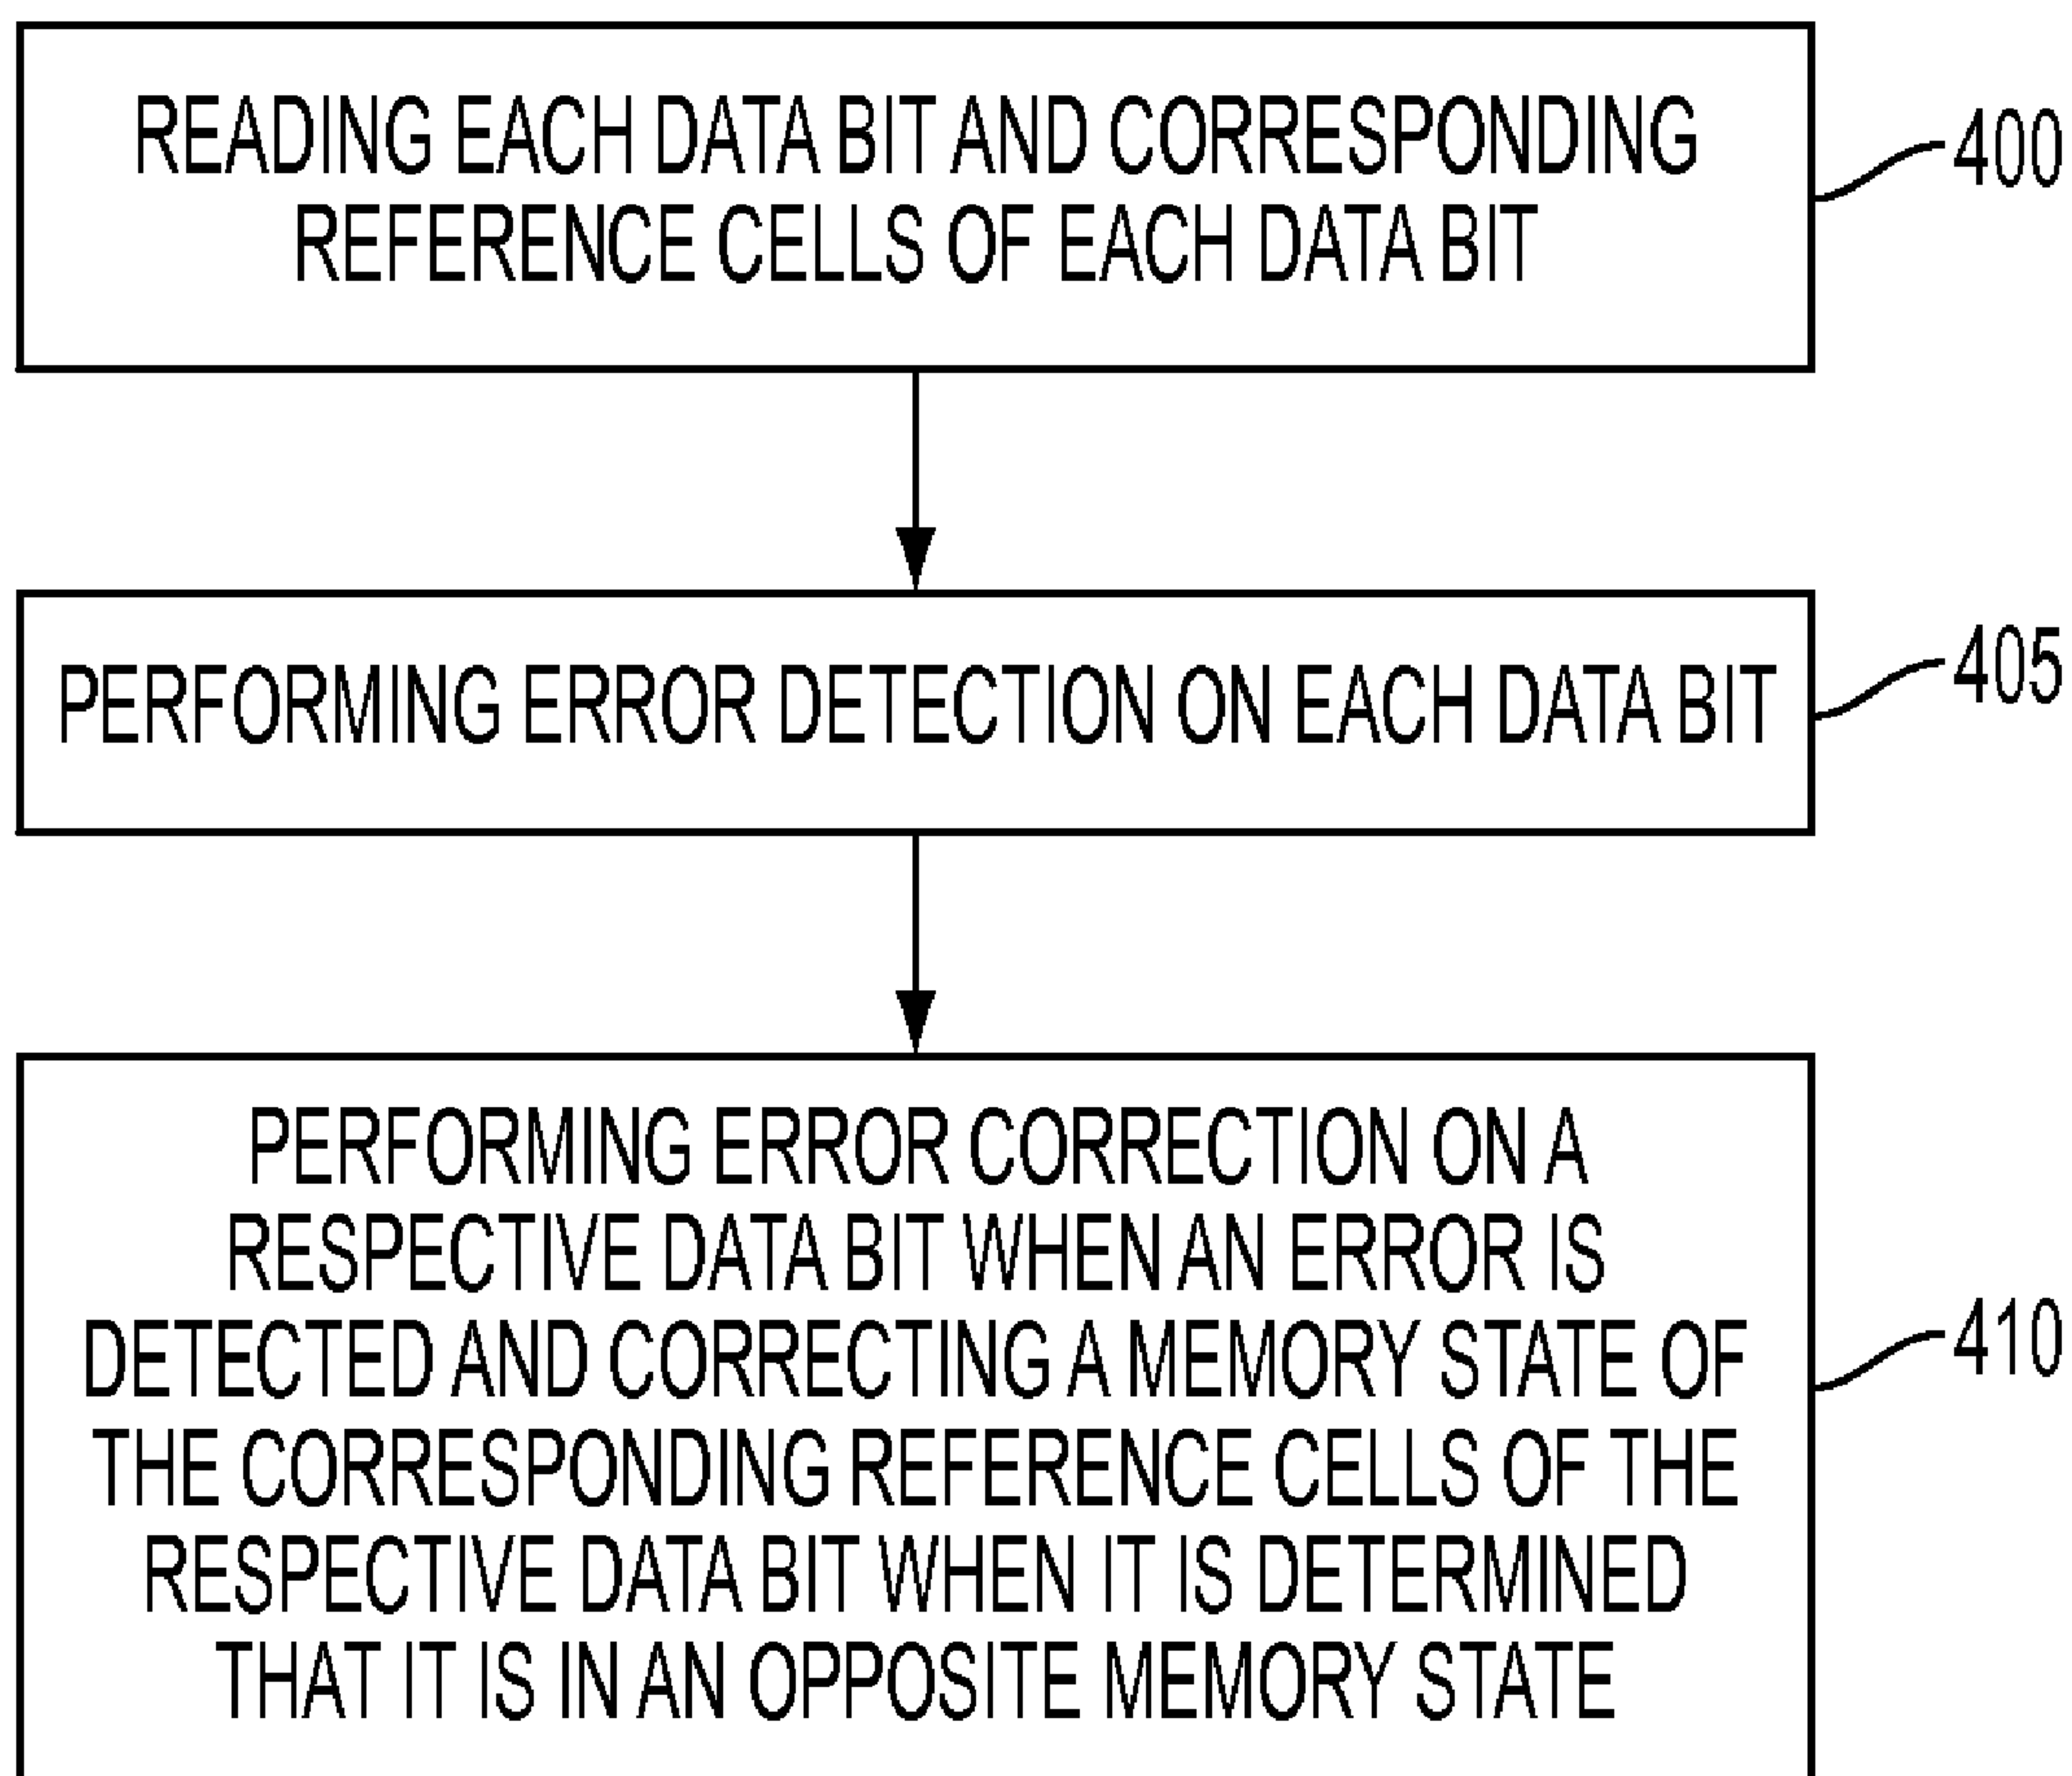 READING EACH DATA BIT AND CORRESPONDING
REFERENCE CELLS OF EACH DATA BIT
400
PERFORMING ERROR DETECTION ON EACH DATA BIT
405
PERFORMING ERROR CORRECTION ON A
RESPECTIVE DATA BIT WHEN AN ERROR IS
DETECTED AND CORRECTING A MEMORY STATE OF
THE CORRESPONDING REFERENCE CELLS OF THE
RESPECTIVE DATA BIT WHEN IT IS DETERMINED
THAT IT IS IN AN OPPOSITE MEMORY STATE
410